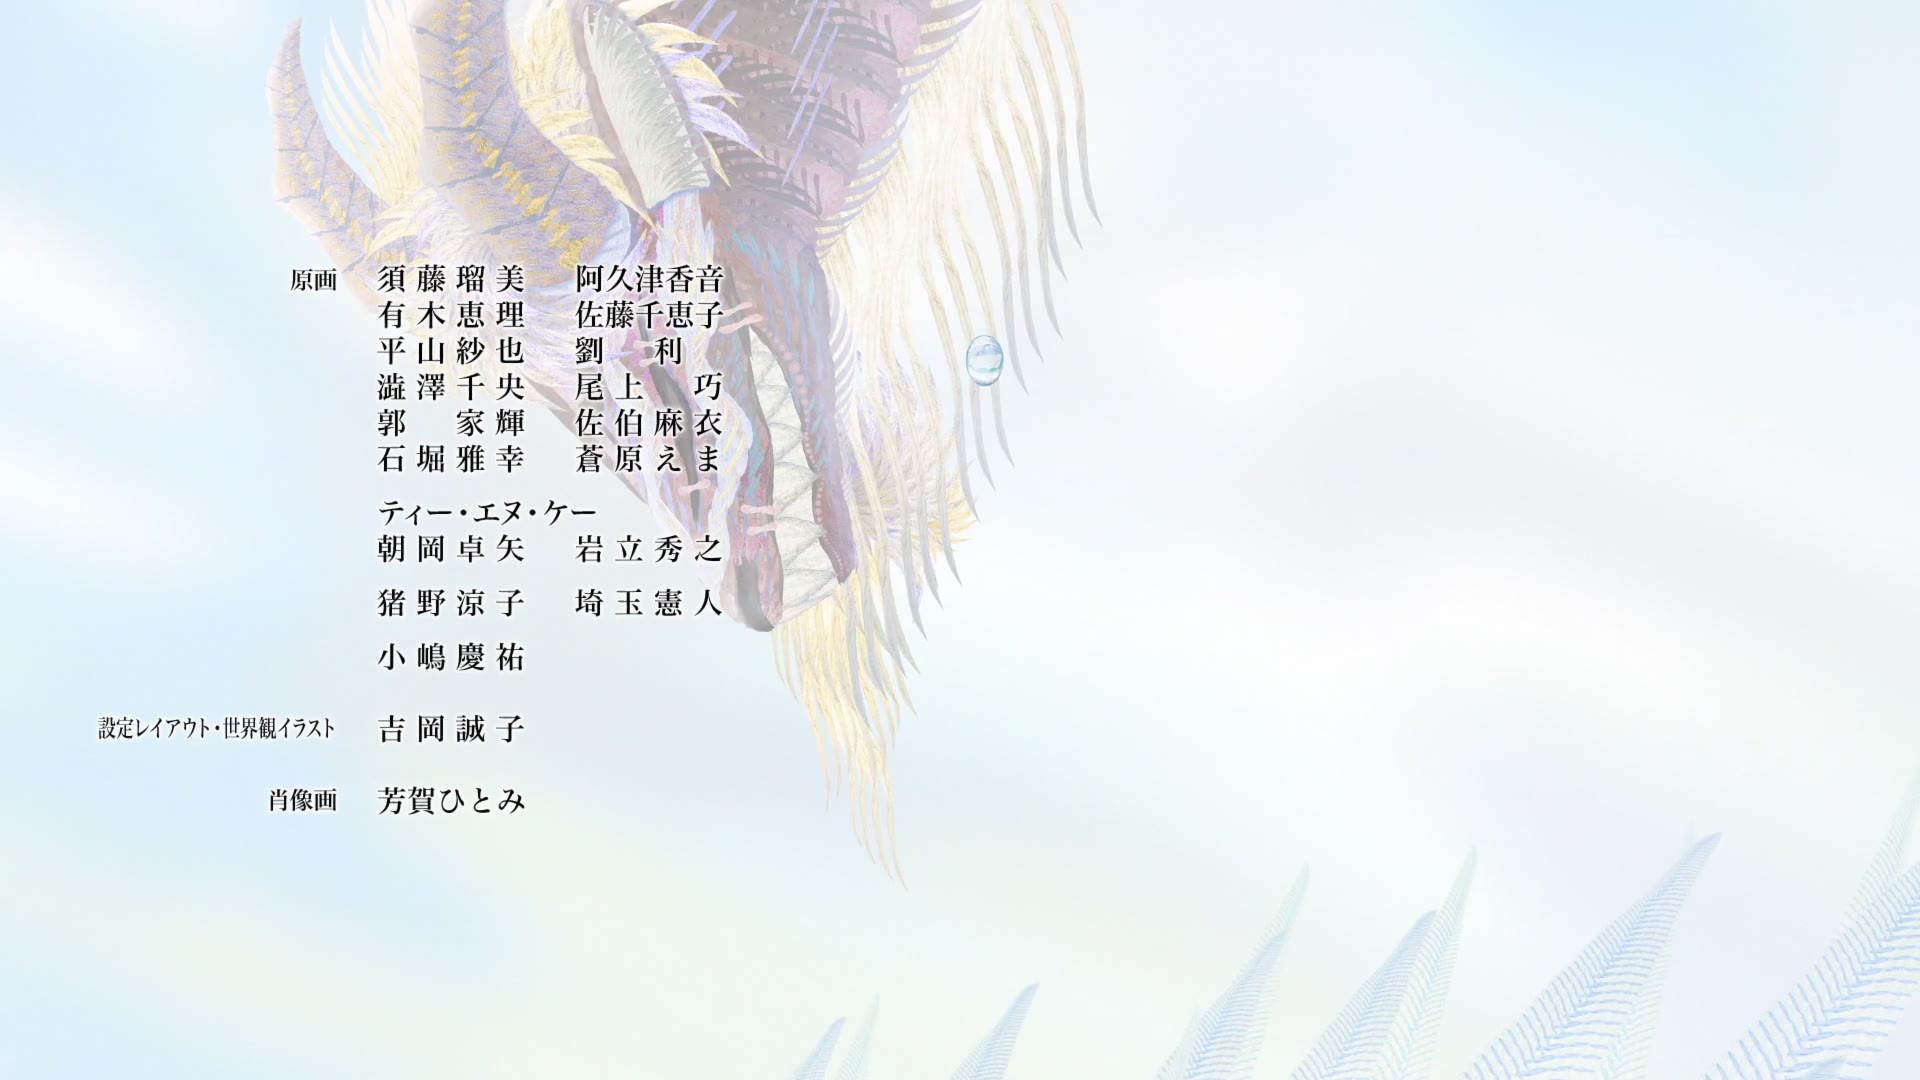 原画 須藤瑠美 阿久津香音
有木恵理 佐藤千恵子
平山紗也 劉利
澁澤千央 尾上巧
郭家輝 佐伯麻衣
石堀雅幸 蒼原えま
ティー・エヌ・ケー
朝岡卓矢 岩立秀之
猪野涼子 埼玉憲人
小嶋慶祐
設定レイアウト・世界観イラスト 吉岡誠子
肖像画 芳賀ひとみ